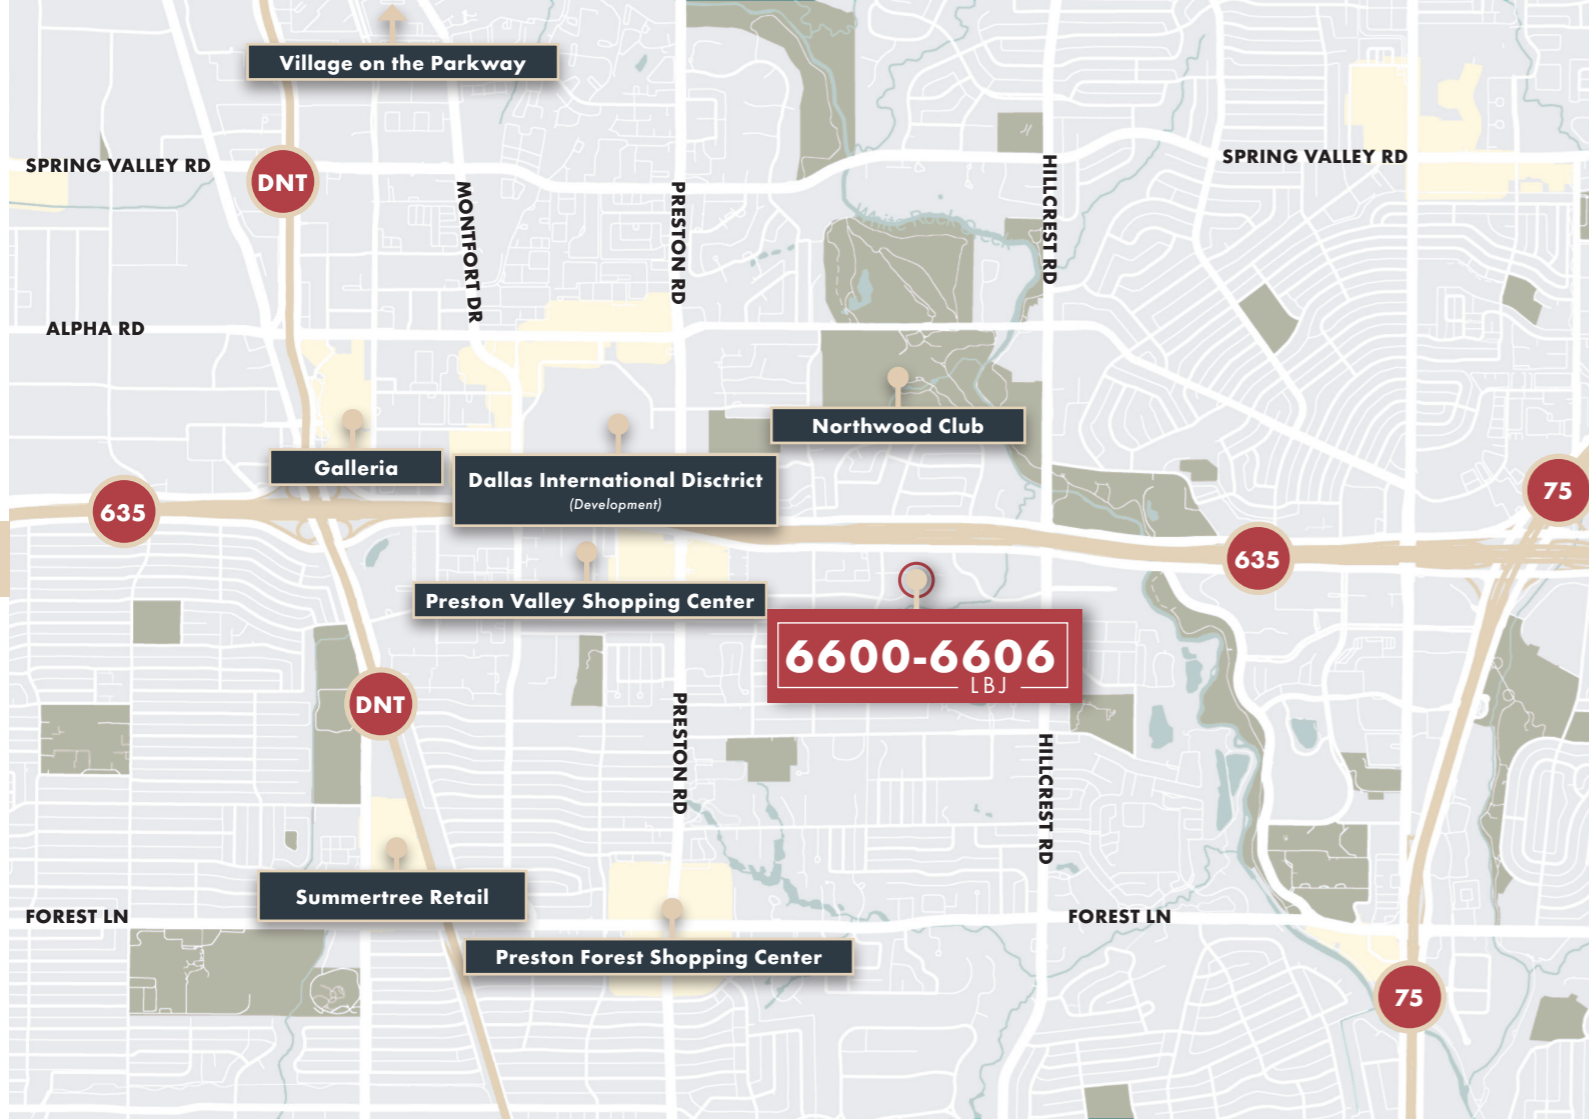 Village on the Parkway
SPRING VALLEY RD
SPRING VALLEY RD
DNT
MONTFORT DR
PRESTON RD
HILLCREST RD
ALPHA RD
Northwood Club
Galleria
Dallas International Disctrict
(Development)
75
635
635
Preston Valley Shopping Center
6600-6606
LBJ
DNT
PRESTON RD
HILLCREST RD
Summertree Retail
FOREST LN
FOREST LN
Preston Forest Shopping Center
75